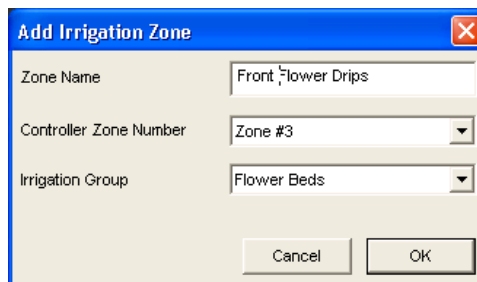 Add Irrigation Zone
Zone Name Front Flower Drips
Controller Zone Number Zone #3
Irrigation Group Flower Beds
Cancel OK